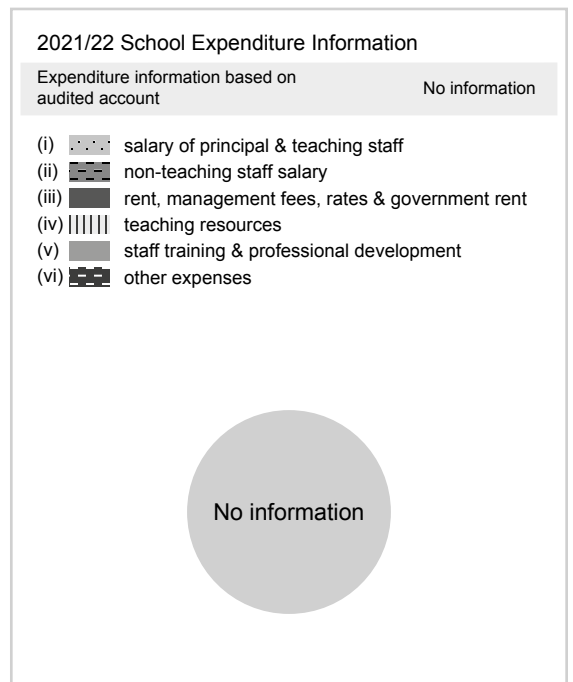 2021/22 School Expenditure Information
Expenditure information based on
audited account
No information
(i) salary of principal & teaching staff
(ii) non-teaching staff salary
(iii) rent, management fees, rates & government rent
(iv) teaching resources
(v) staff training & professional development
(vi) other expenses
No information